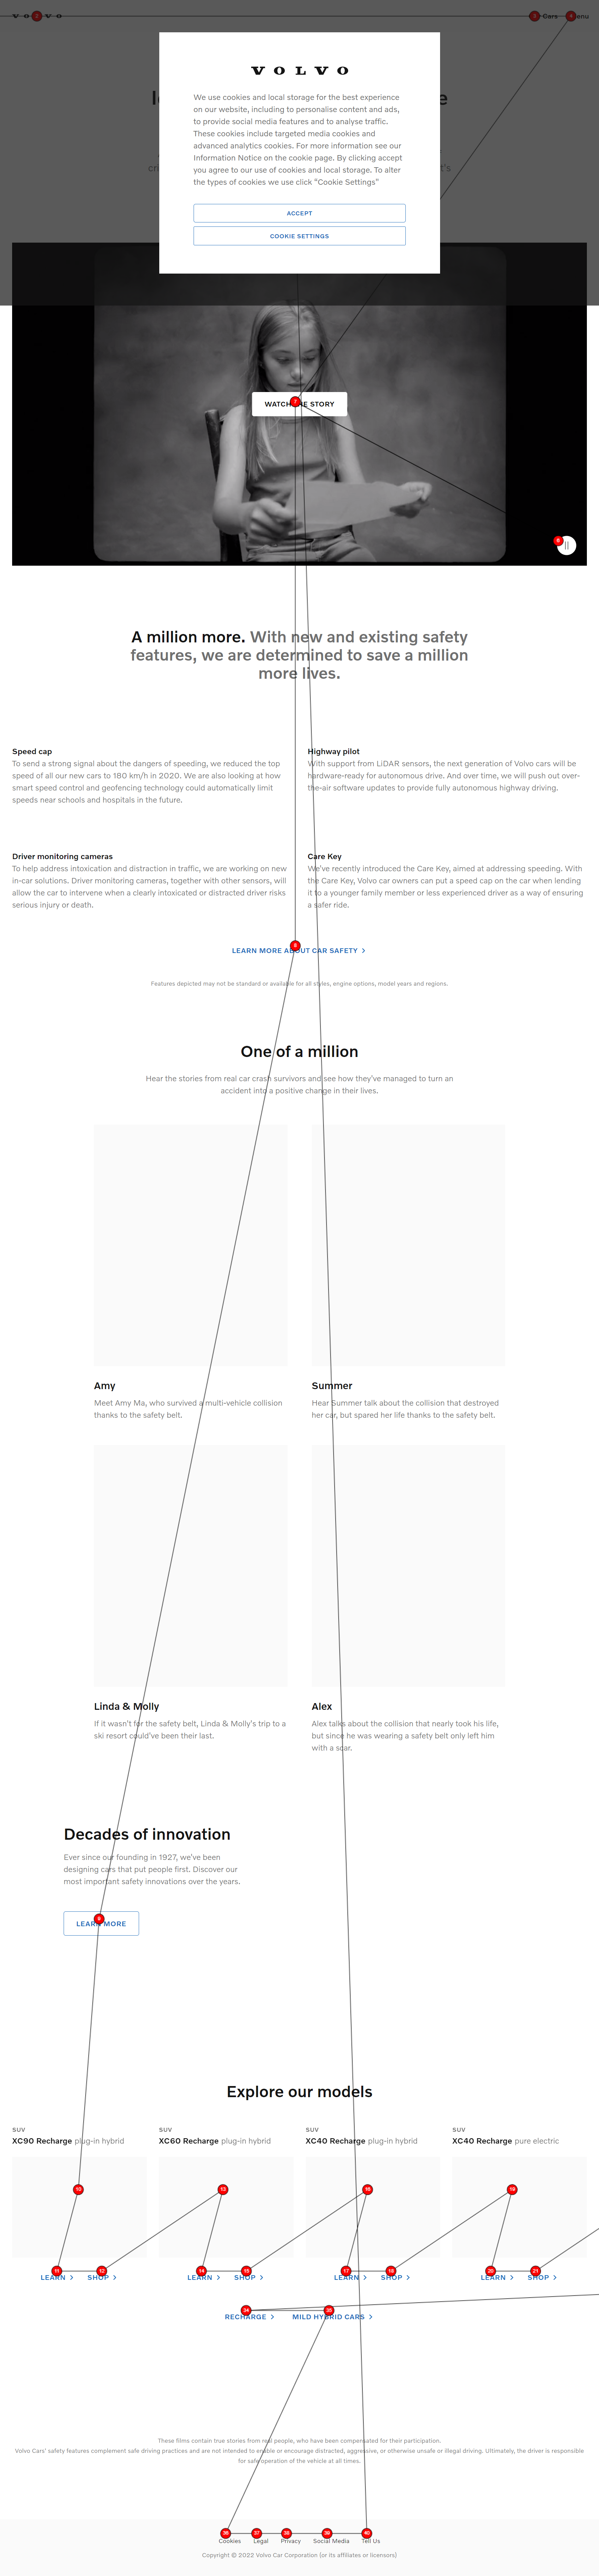 VOLVO
Cars
VOLVO
We use cookies and local storage for the best experience
on our website, including to personalise content and ads,
to provide social media features and to analyse traffic.
These cookies include targeted media cookies and
advanced analytics cookies. For more information see our
Information Notice on the cookie page. By clicking accept
you agree to our use of cookies and local storage. To alter
the types of cookies we use click "Cookie Settings"
ACCEPT
COOKIE SETTINGS
WATCH THE STORY
A million more. With new and existing safety
features, we are determined to save a million
more lives.
Speed cap
To send a strong signal about the dangers of speeding, we reduced the top
speed of all our new cars to 180 km/h in 2020. We are also looking at how
smart speed control and geofencing technology could automatically limit
speeds near schools and hospitals in the future.
Highway pilot
With support from LiDAR sensors, the next generation of Volvo cars will be
hardware-ready for autonomous drive. And over time, we will push out over-
the-air software updates to provide fully autonomous highway driving.
Driver monitoring cameras
To help address intoxication and distraction in traffic, we are working on new
in-car solutions. Driver monitoring cameras, together with other sensors, will
allow the car to intervene when a clearly intoxicated or distracted driver risks
serious injury or death.
Care Key
We've recently introduced the Care Key, aimed at addressing speeding. With
the Care Key, Volvo car owners can put a speed cap on the car when lending
it to a younger family member or less experienced driver as a way of ensuring
a safer ride.
LEARN MORE ABOUT CAR SAFETY
Features depicted may not be standard or available for all styles, engine options, model years and regions.
One of a million
Hear the stories from real car crash survivors and see how they've managed to turn an
accident into a positive change in their lives.
Amy
Meet Amy Ma, who survived a multi-vehicle collision
thanks to the safety belt.
Summer
Hear Summer talk about the collision that destroyed
her car, but spared her life thanks to the safety belt.
Linda & Molly
If it wasn't for the safety belt, Linda & Molly's trip to a
ski resort could've been their last.
Alex
Alex talks about the collision that nearly took his life,
but since he was wearing a safety belt only left him
with a scar.
Decades of innovation
Ever since our founding in 1927, we've been
designing cars that put people first. Discover our
most important safety innovations over the years.
LEARN MORE
Explore our models
SUV
XC90 Recharge plug-in hybrid
SUV
XC60 Recharge plug-in hybrid
SUV
XC40 Recharge plug-in hybrid
SUV
XC40 Recharge pure electric
LEARN SHOP
LEARN SHOP
LEARN SHOP
LEARN SHOP
RECHARGE MILD HYBRID CARS
These films contain true stories from real people, who have been compensated for their participation.
Volvo Cars' safety features complement safe driving practices and are not intended to enable or encourage distracted, aggressive, or otherwise unsafe or illegal driving. Ultimately, the driver is responsible
for safe operation of the vehicle at all times.
Cookies Legal Privacy Social Media Tell Us
Copyright © 2022 Volvo Car Corporation (or its affiliates or licensors)